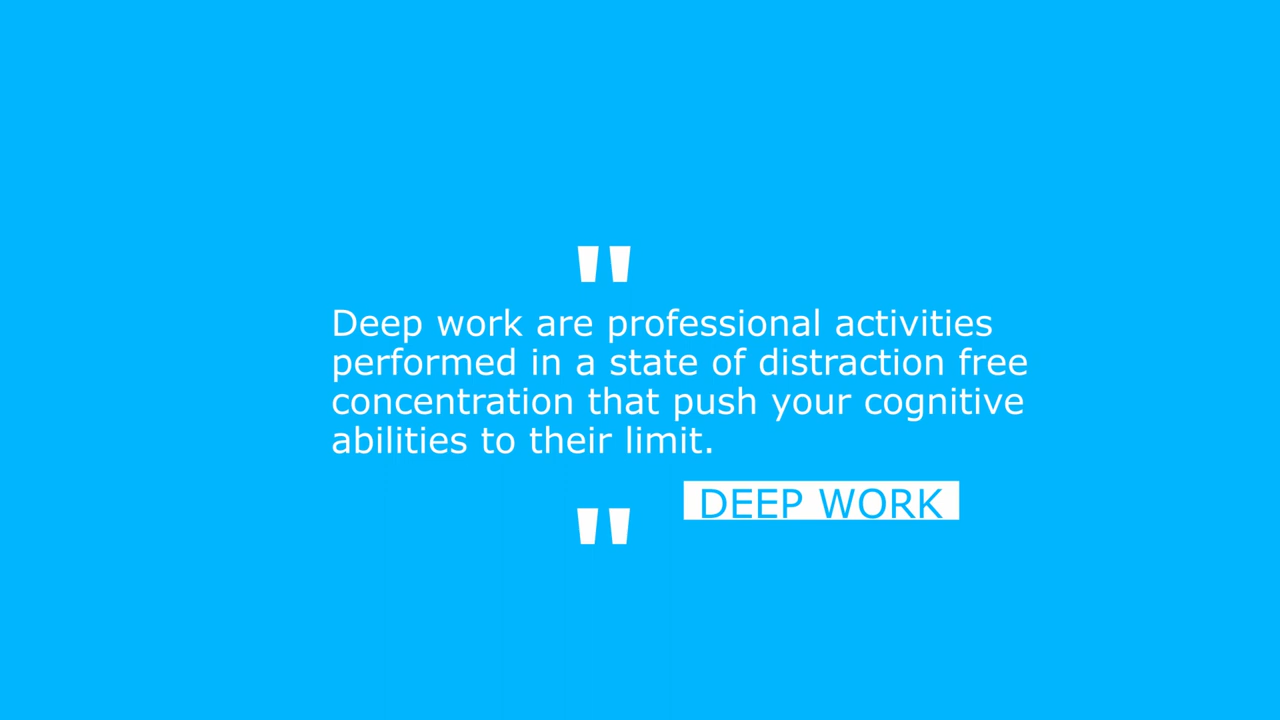 "
Deep work are professional activities
performed in a state of distraction free
concentration that push your cognitive
abilities to their limit.
DEEP WORK
"